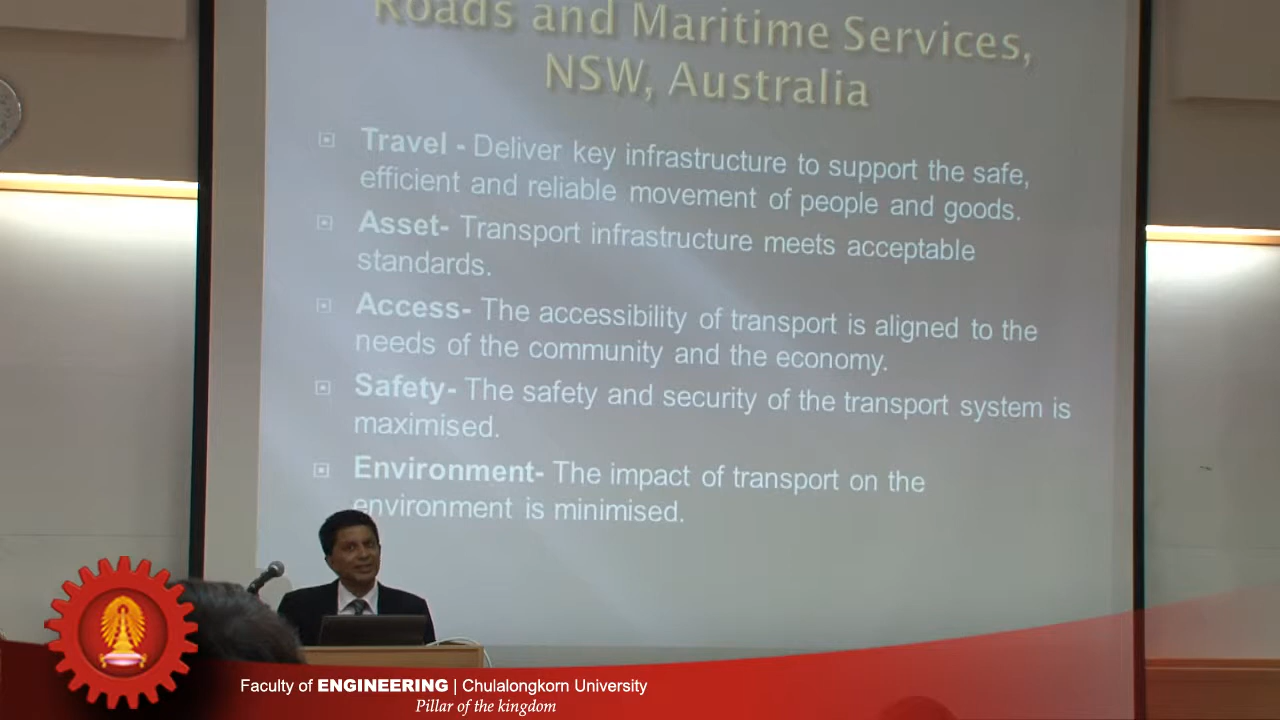 Roads and Maritime Services,
NSW, Australia
Travel - Deliver key infrastructure to support the safe,
efficient and reliable movement of people and goods.
Asset- Transport infrastructure meets acceptable
standards.
Access- The accessibility of transport is aligned to the
needs of the community and the economy.
Safety- The safety and security of the transport system is
maximised.
Environment- The impact of transport on the
environment is minimised.
Faculty of ENGINEERING | Chulalongkorn University
Pillar of the kingdom